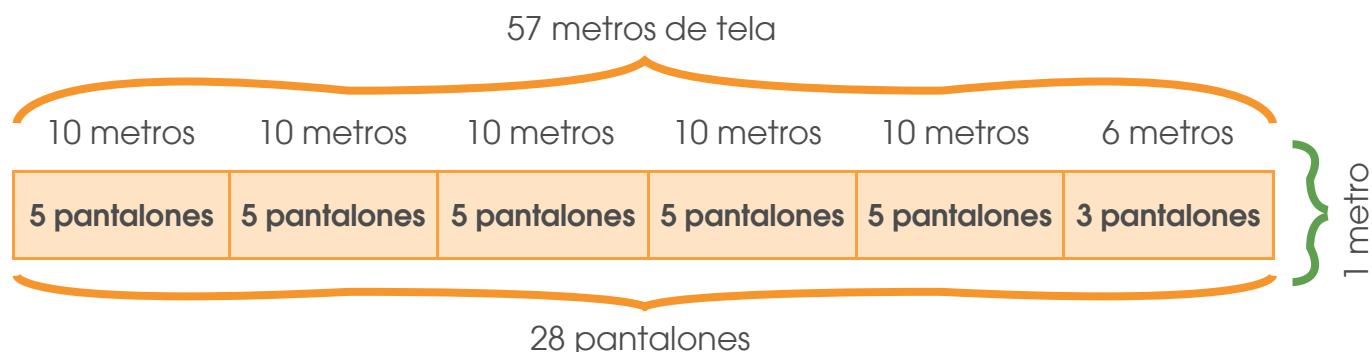 57 metros de tela
10 metros 10 metros 10 metros 10 metros 10 metros 6 metros
5 pantalones 5 pantalones 5 pantalones 5 pantalones 5 pantalones 3 pantalones
1 metro
28 pantalones